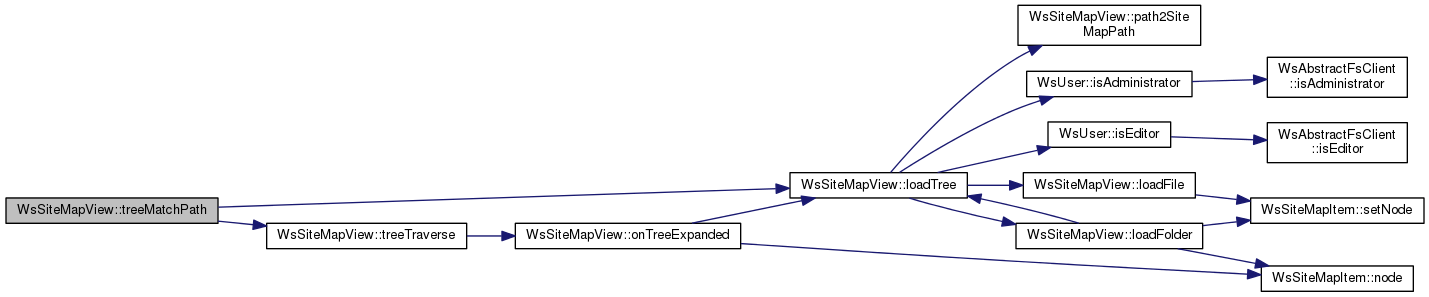 WsSiteMapView::path2Site
MapPath
WsUser::isAdministrator
WsAbstractFsClient
::isAdministrator
WsUser::isEditor
WsAbstractFsClient
::isEditor
WsSiteMapView::loadTree
WsSiteMapView::loadFile
WsSiteMapView::treeMatchPath
WsSiteMapItem::setNode
WsSiteMapView::treeTraverse
WsSiteMapView::onTreeExpanded
WsSiteMapView::loadFolder
WsSiteMapItem::node